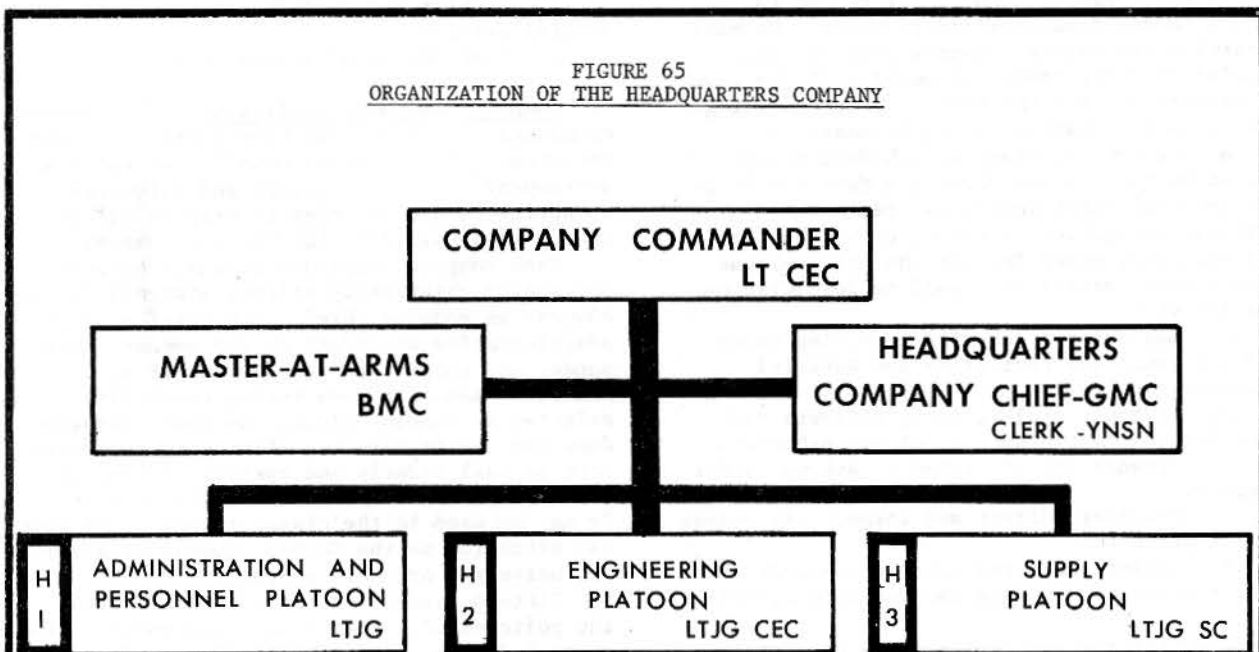 FIGURE 65
ORGANIZATION OF THE HEADQUARTERS COMPANY
COMPANY COMMANDER
LT CEC
MASTER-AT-ARMS
BMC
HEADQUARTERS
COMPANY CHIEF-GMC
CLERK -YNSN
H
1
ADMINISTRATION AND
PERSONNEL PLATOON
LTJG
H
2
ENGINEERING
PLATOON
LTJG CEC
H
3
SUPPLY
PLATOON
LTJG SC